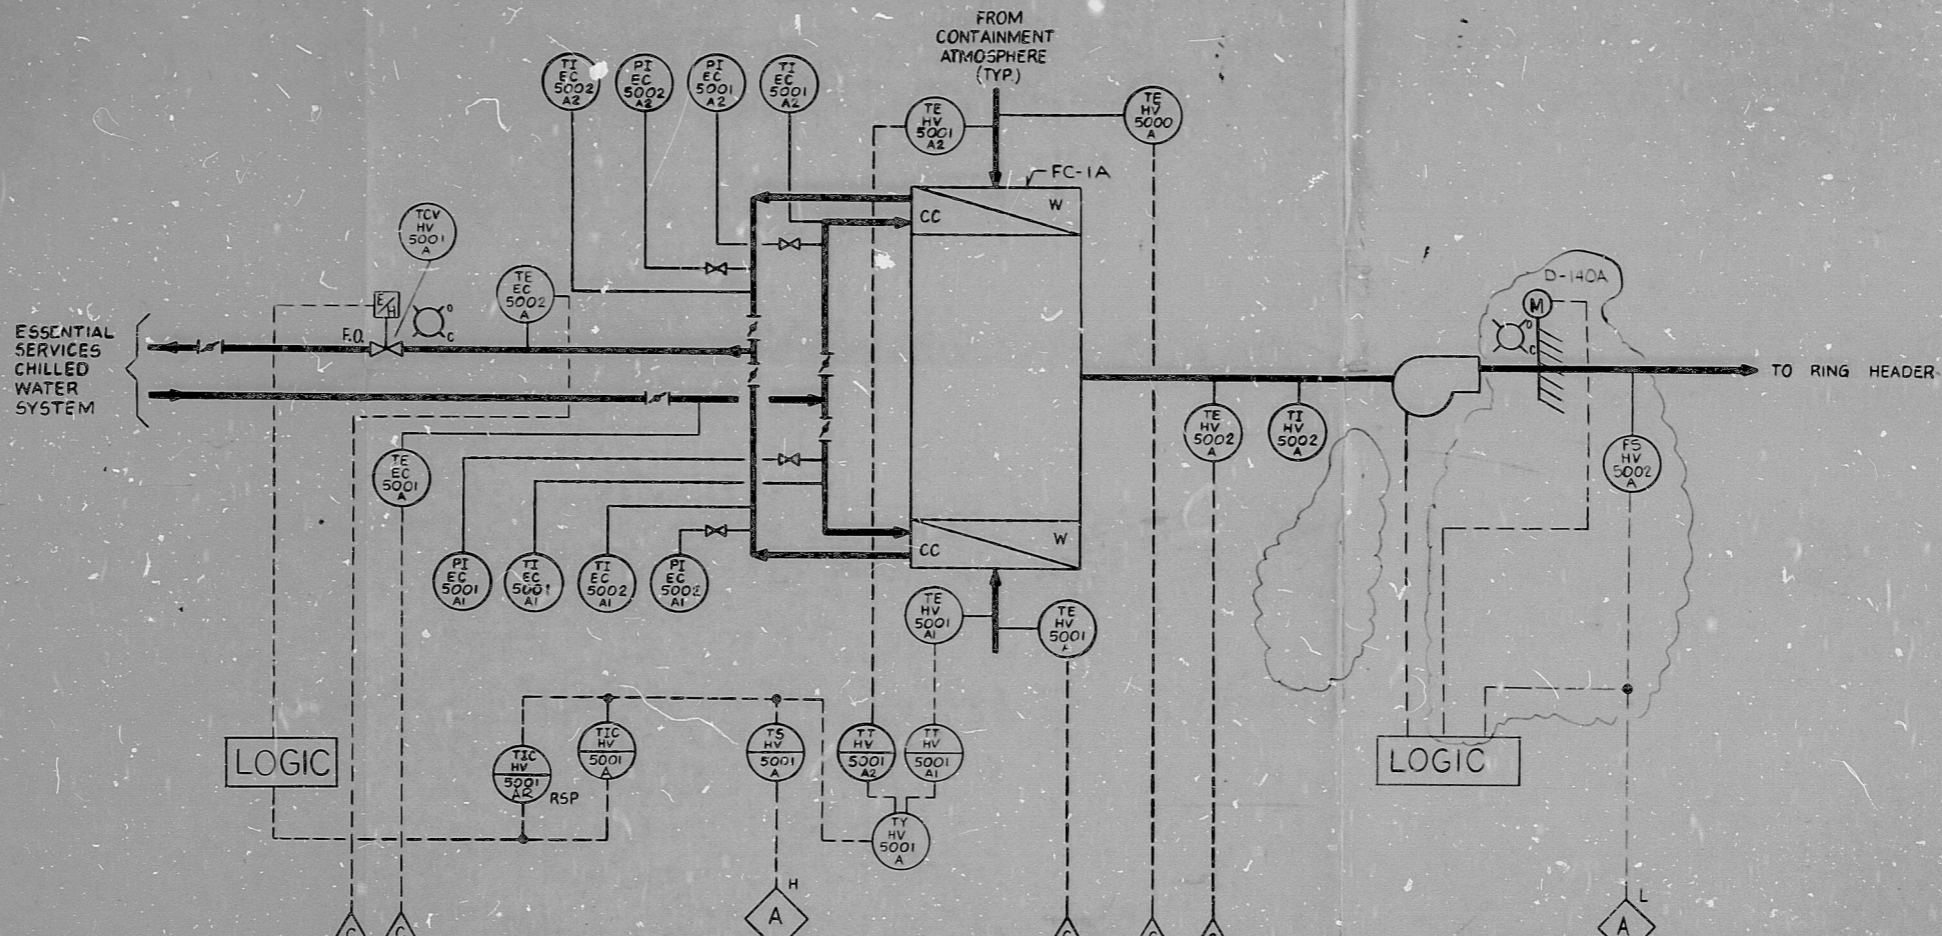 FROM
CONTAINMENT
ATMOSPHERE
(TYP.)
TI
EC
5002
A2
PI
EC
5002
A2
PI
EC
5001
A2
TI
EC
5001
A2
TE
HV
5001
A2
TE
HV
5000
A
FC-1A
CC
W
TCV
HV
5001
A
TE
EC
5002
A
E/H
O
C
F.O.
ESSENTIAL
SERVICES
CHILLED
WATER
SYSTEM
D-140A
M
O
C
TO RING HEADER
TE
HV
5002
A
TI
HV
5002
A
FS
HV
5002
A
TE
EC
5001
A
PI
EC
5001
A1
TI
EC
5001
A1
TI
EC
5002
A1
PI
EC
5002
A1
CC
W
TE
HV
5001
A1
TE
HV
5001
A
LOGIC
TIC
HV
5001
AR
RSP
TIC
HV
5001
A
TS
HV
5001
A
TT
HV
5001
A2
TT
HV
5001
A1
TY
HV
5001
A
LOGIC
H
A
L
A